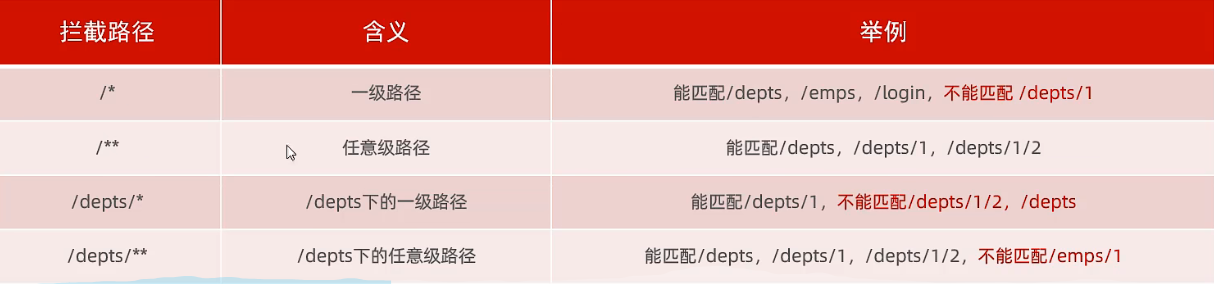 拦截路径 含义 举例
/* 一级路径 能匹配/depts，/emps，/login，不能匹配 /depts/1
/** 任意级路径 能匹配/depts，/depts/1，/depts/1/2
/depts/* /depts下的一级路径 能匹配/depts/1，不能匹配/depts/1/2，/depts
/depts/** /depts下的任意级路径 能匹配/depts，/depts/1，/depts/1/2，不能匹配/emps/1